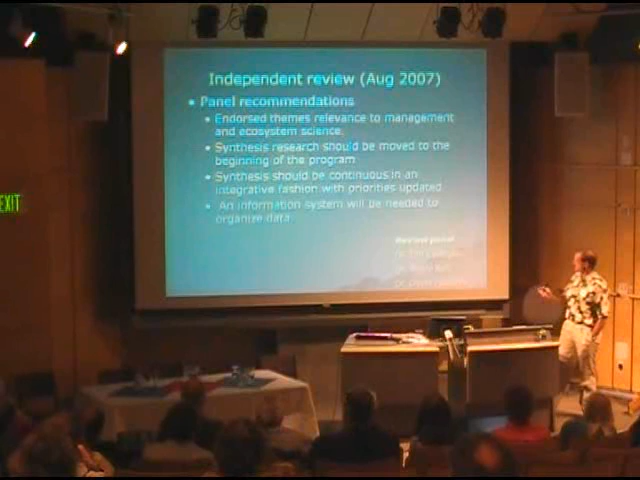 Independent review (Aug 2007)
• Panel recommendations
• Endorsed themes relevance to management
and ecosystem science.
• Synthesis research should be moved to the
beginning of the program
• Synthesis should be continuous in an
integrative fashion with priorities updated
• An information system will be needed to
organize data.
EXIT